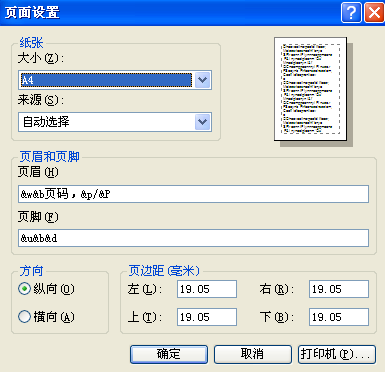 页面设置
纸张
大小(Z):
A4
来源(S):
自动选择
页眉和页脚
页眉(H)
&w&b页码，&p/&P
页脚(F)
&u&b&d
方向
纵向(O)
横向(A)
页边距(毫米)
左(L): 19.05 右(R): 19.05
上(T): 19.05 下(B): 19.05
确定 取消 打印机(P)...